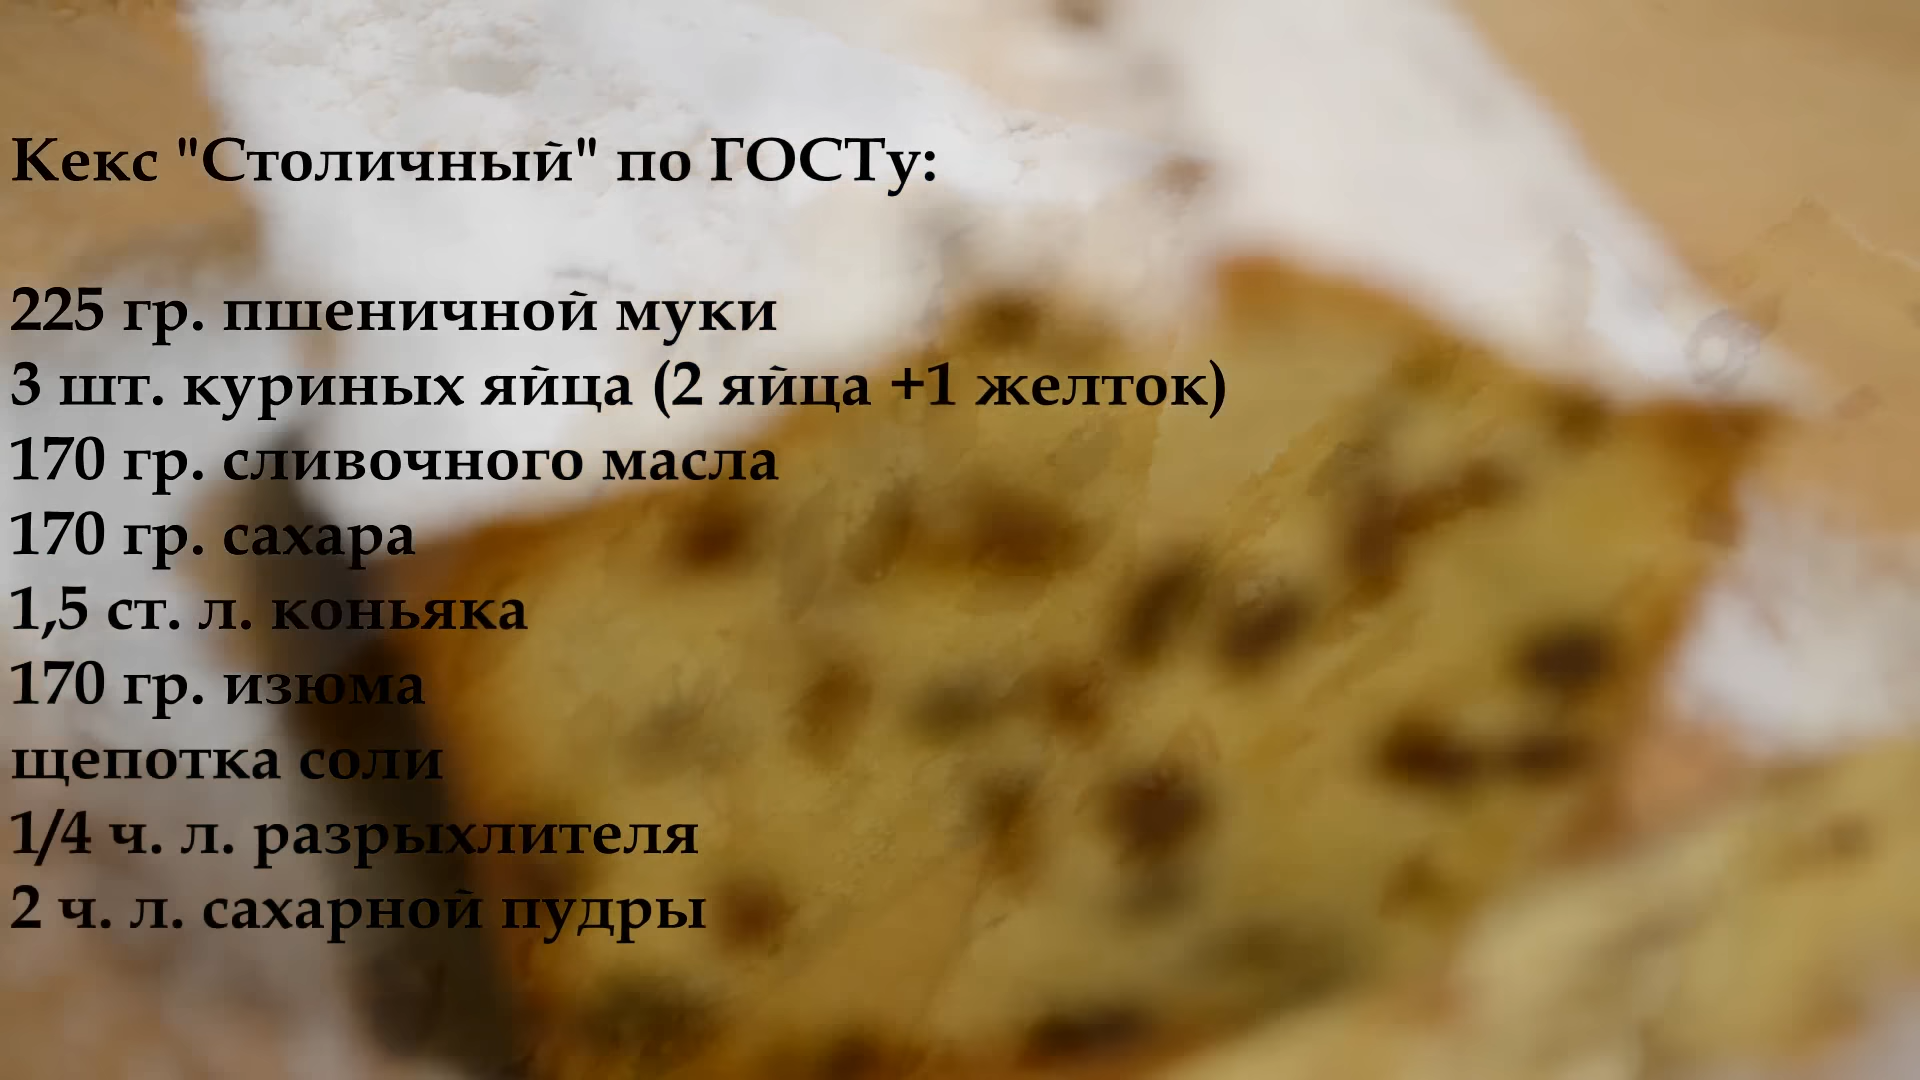 Кекс "Столичный" по ГОСТу:
225 гр. пшеничной муки
3 шт. куриных яйца (2 яйца +1 желток)
170 гр. сливочного масла
170 гр. сахара
1,5 ст. л. коньяка
170 гр. изюма
щепотка соли
1/4 ч. л. разрыхлителя
2 ч. л. сахарной пудры